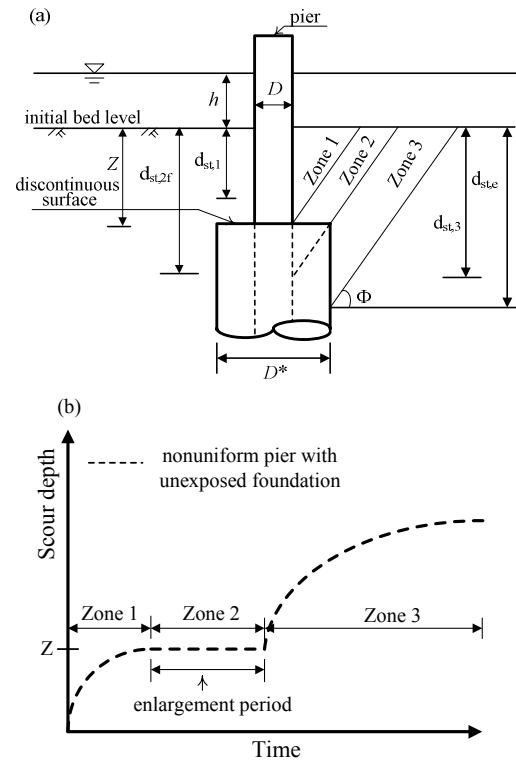 (a)
pier
h
D
initial bed level
Z
d_st,2f
d_st,1
Zone 1
Zone 2
Zone 3
d_st,e
d_st,3
discontinuous
surface
Φ
D*
(b)
nonuniform pier with
unexposed foundation
Scour depth
Zone 1
Zone 2
Zone 3
Z
enlargement period
Time